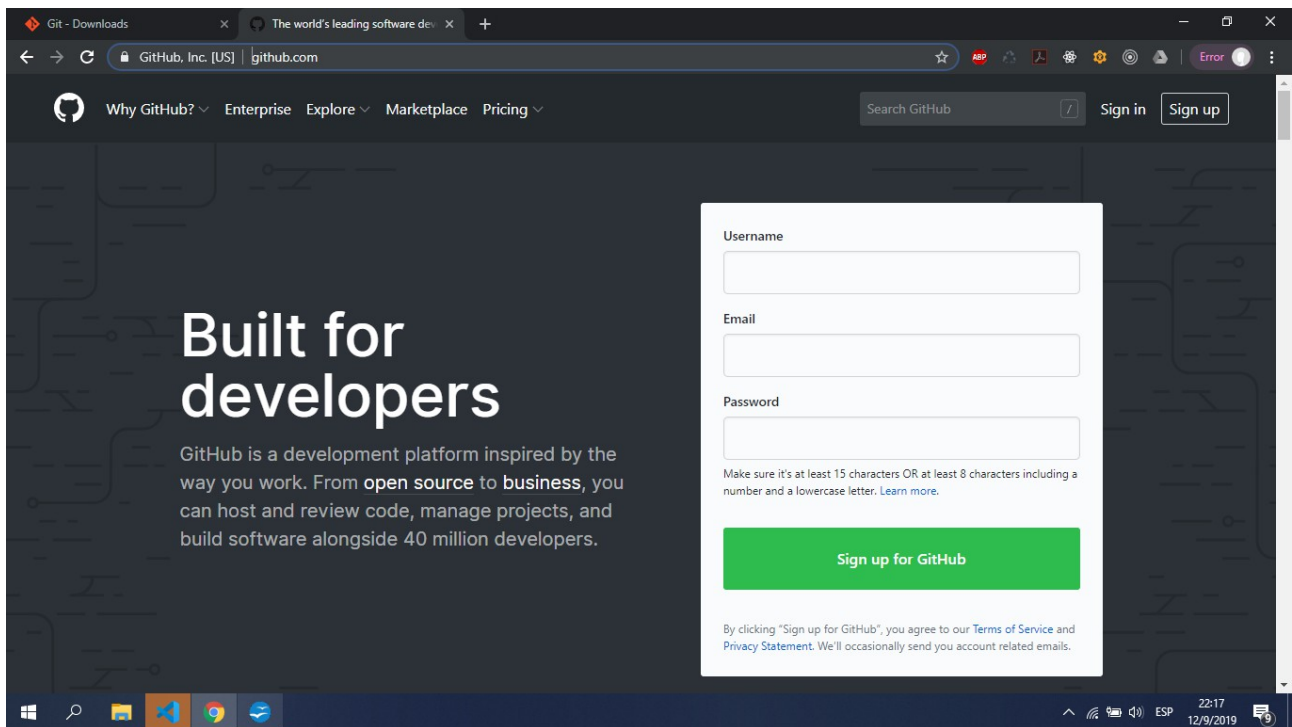 Git - Downloads
The world's leading software dev
GitHub, Inc. [US] | github.com
ABP
Error
Why GitHub? Enterprise Explore Marketplace Pricing
Search GitHub
/
Sign in
Sign up
Built for
developers
GitHub is a development platform inspired by the
way you work. From open source to business, you
can host and review code, manage projects, and
build software alongside 40 million developers.
Username
Email
Password
Make sure it's at least 15 characters OR at least 8 characters including a
number and a lowercase letter. Learn more.
Sign up for GitHub
By clicking "Sign up for GitHub", you agree to our Terms of Service and
Privacy Statement. We'll occasionally send you account related emails.
ESP
22:17
12/9/2019
9